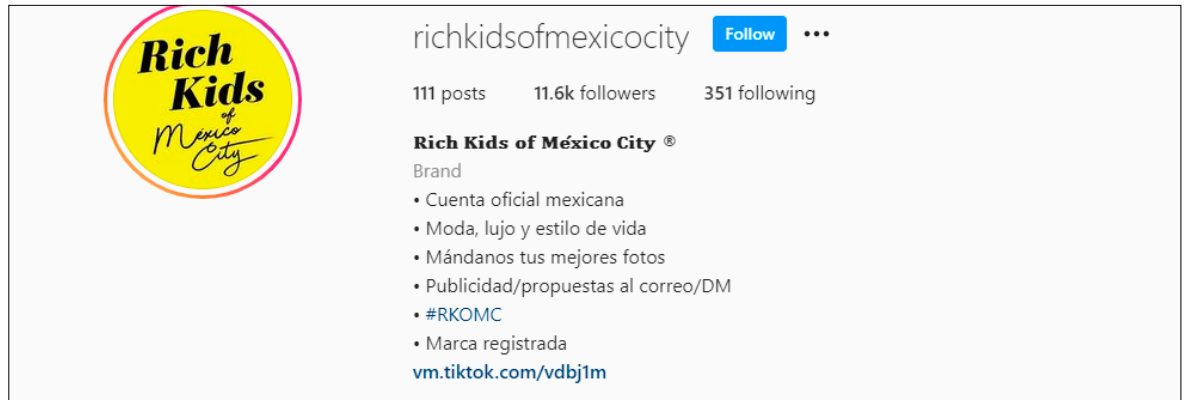 Rich
Kids
of
México
City
richkidsofmexicocity Follow •••
111 posts 11.6k followers 351 following
Rich Kids of México City ®
Brand
• Cuenta oficial mexicana
• Moda, lujo y estilo de vida
• Mándanos tus mejores fotos
• Publicidad/propuestas al correo/DM
• #RKOMC
• Marca registrada
vm.tiktok.com/vdbj1m